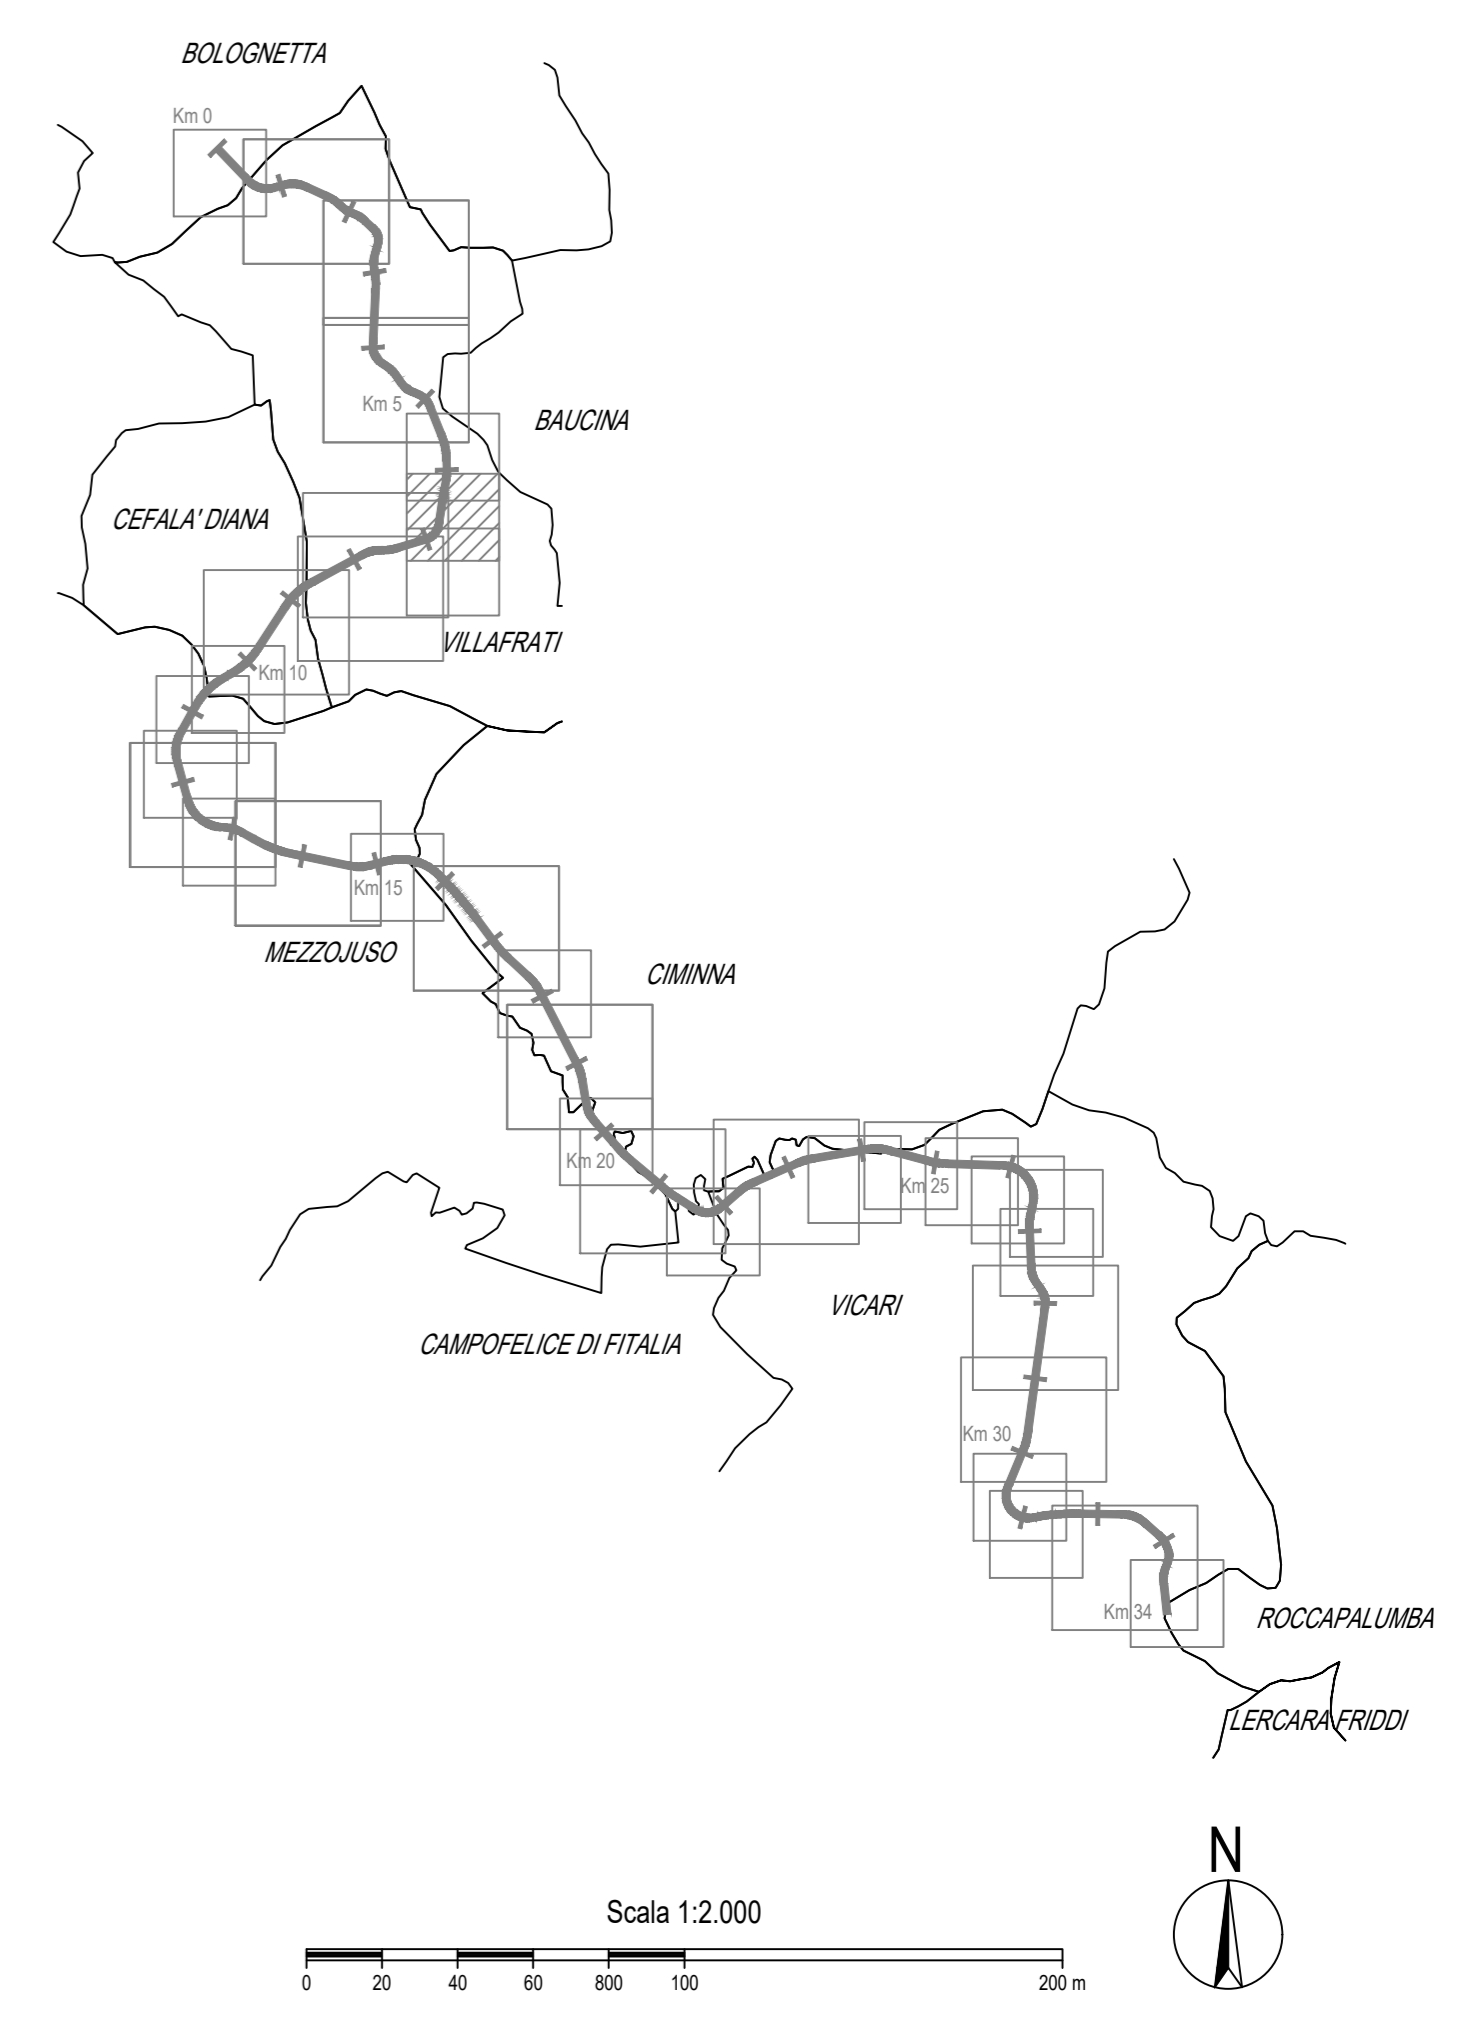 BOLOGNETTA
Km 0
Km 5
BAUCINA
CEFALA' DIANA
VILLAFRATI
Km 10
Km 15
MEZZOJUSO
CIMINNA
Km 20
Km 25
VICARI
CAMPOFELICE DI FITALIA
Km 30
Km 34
ROCCAPALUMBA
LERCARA FRIDDI
N
Scala 1:2.000
0 20 40 60 800 100 200 m